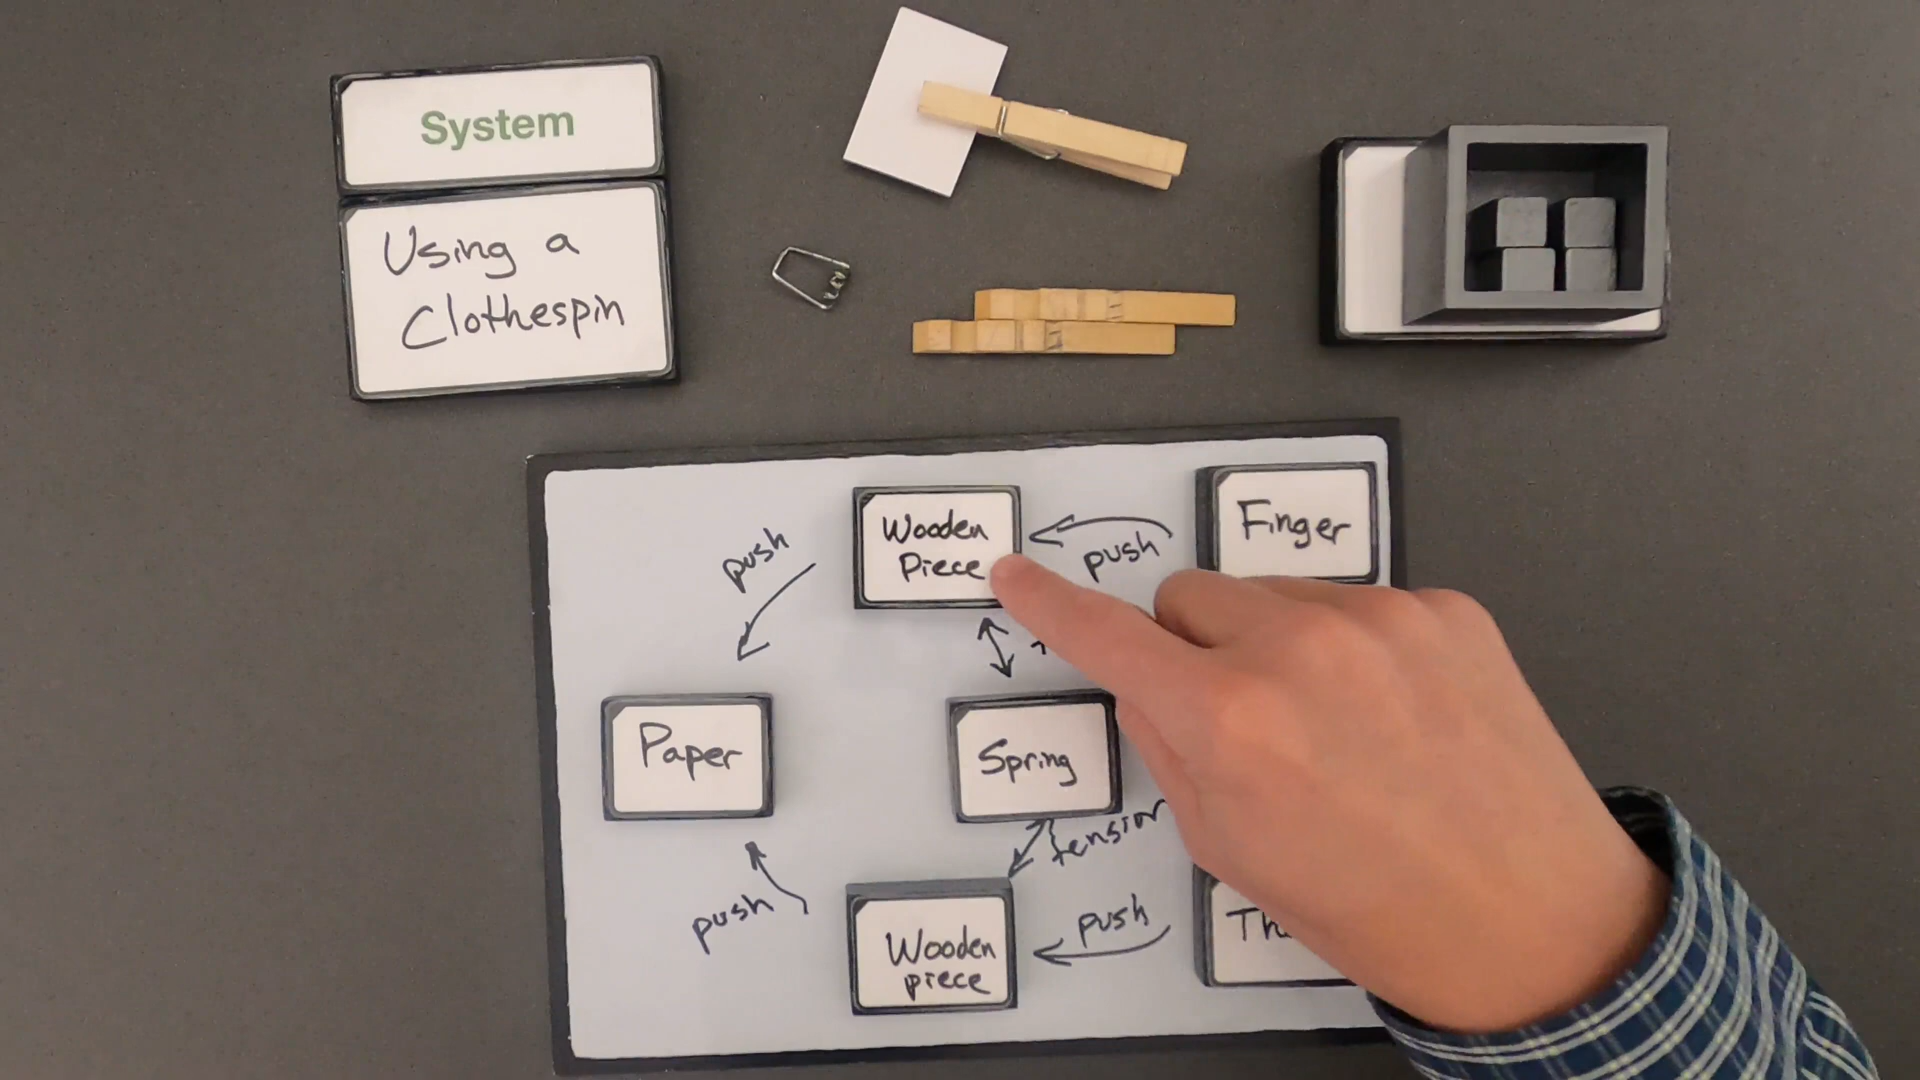 System
Using a
Clothespin
Wooden
Piece
push
Finger
push
Paper
Spring
tension
push
Wooden
piece
push